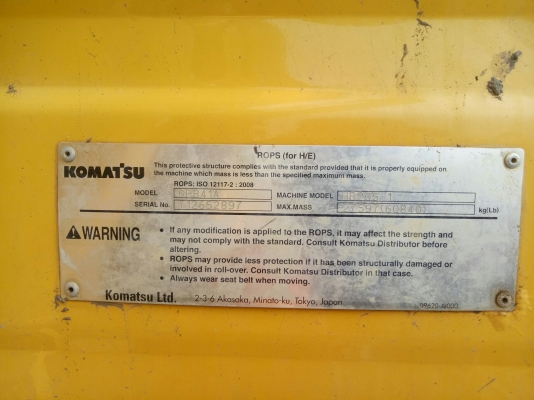 ROPS (for H/E)
KOMATSU
This protective structure complies with the standard provided that it is properly equipped on
the machine which mass is less than the specified maximum mass.
ROPS: ISO 12117-2 : 2008
MODEL MACHINE MODEL
SERIAL No. MAX.MASS kg(Lb)
WARNING
• If any modification is applied to the ROPS, it may affect the strength and
may not comply with the standard. Consult Komatsu Distributor before
altering.
• ROPS may provide less protection if it has been structurally damaged or
involved in roll-over. Consult Komatsu Distributor in that case.
• Always wear seat belt when moving.
Komatsu Ltd. 2-3-6 Akasaka, Minato-ku, Tokyo, Japan